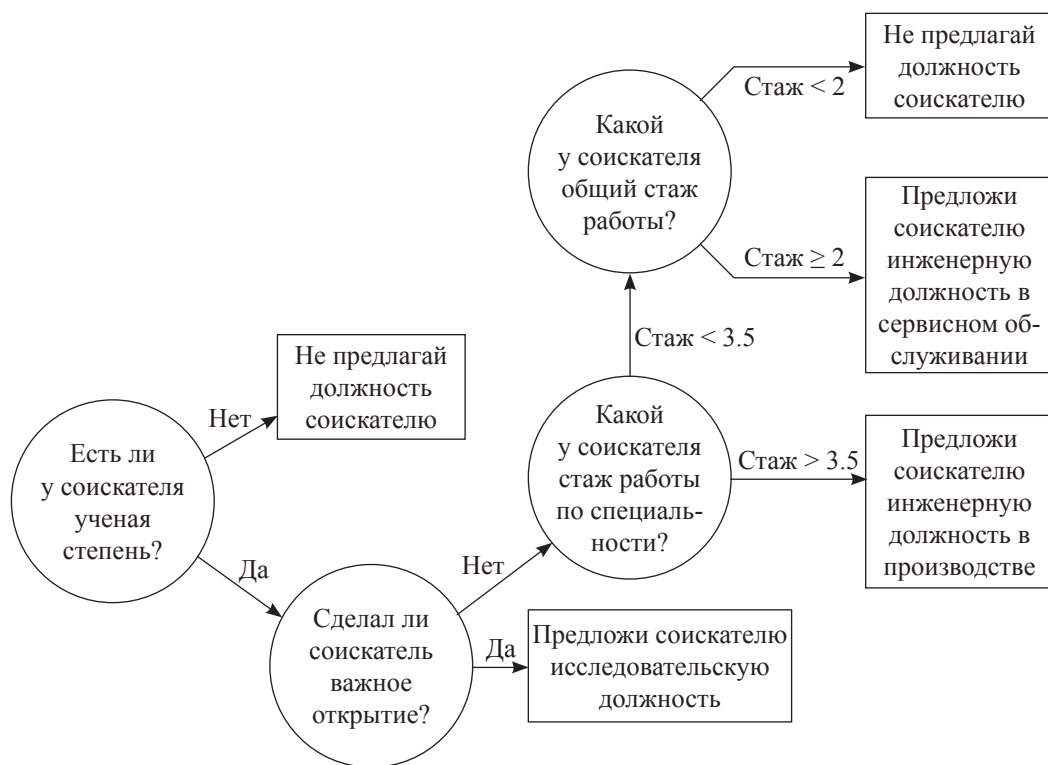 Есть ли
у соискателя
ученая
степень?
Нет
Не предлагай
должность
соискателю
Да
Сделал ли
соискатель
важное
открытие?
Да
Предложи соискателю
исследовательскую
должность
Нет
Какой
у соискателя
стаж работы
по специаль-
ности?
Стаж > 3.5
Предложи
соискателю
инженерную
должность в
производстве
Стаж < 3.5
Какой
у соискателя
общий стаж
работы?
Стаж < 2
Не предлагай
должность
соискателю
Стаж ≥ 2
Предложи
соискателю
инженерную
должность в
сервисном об-
служивании